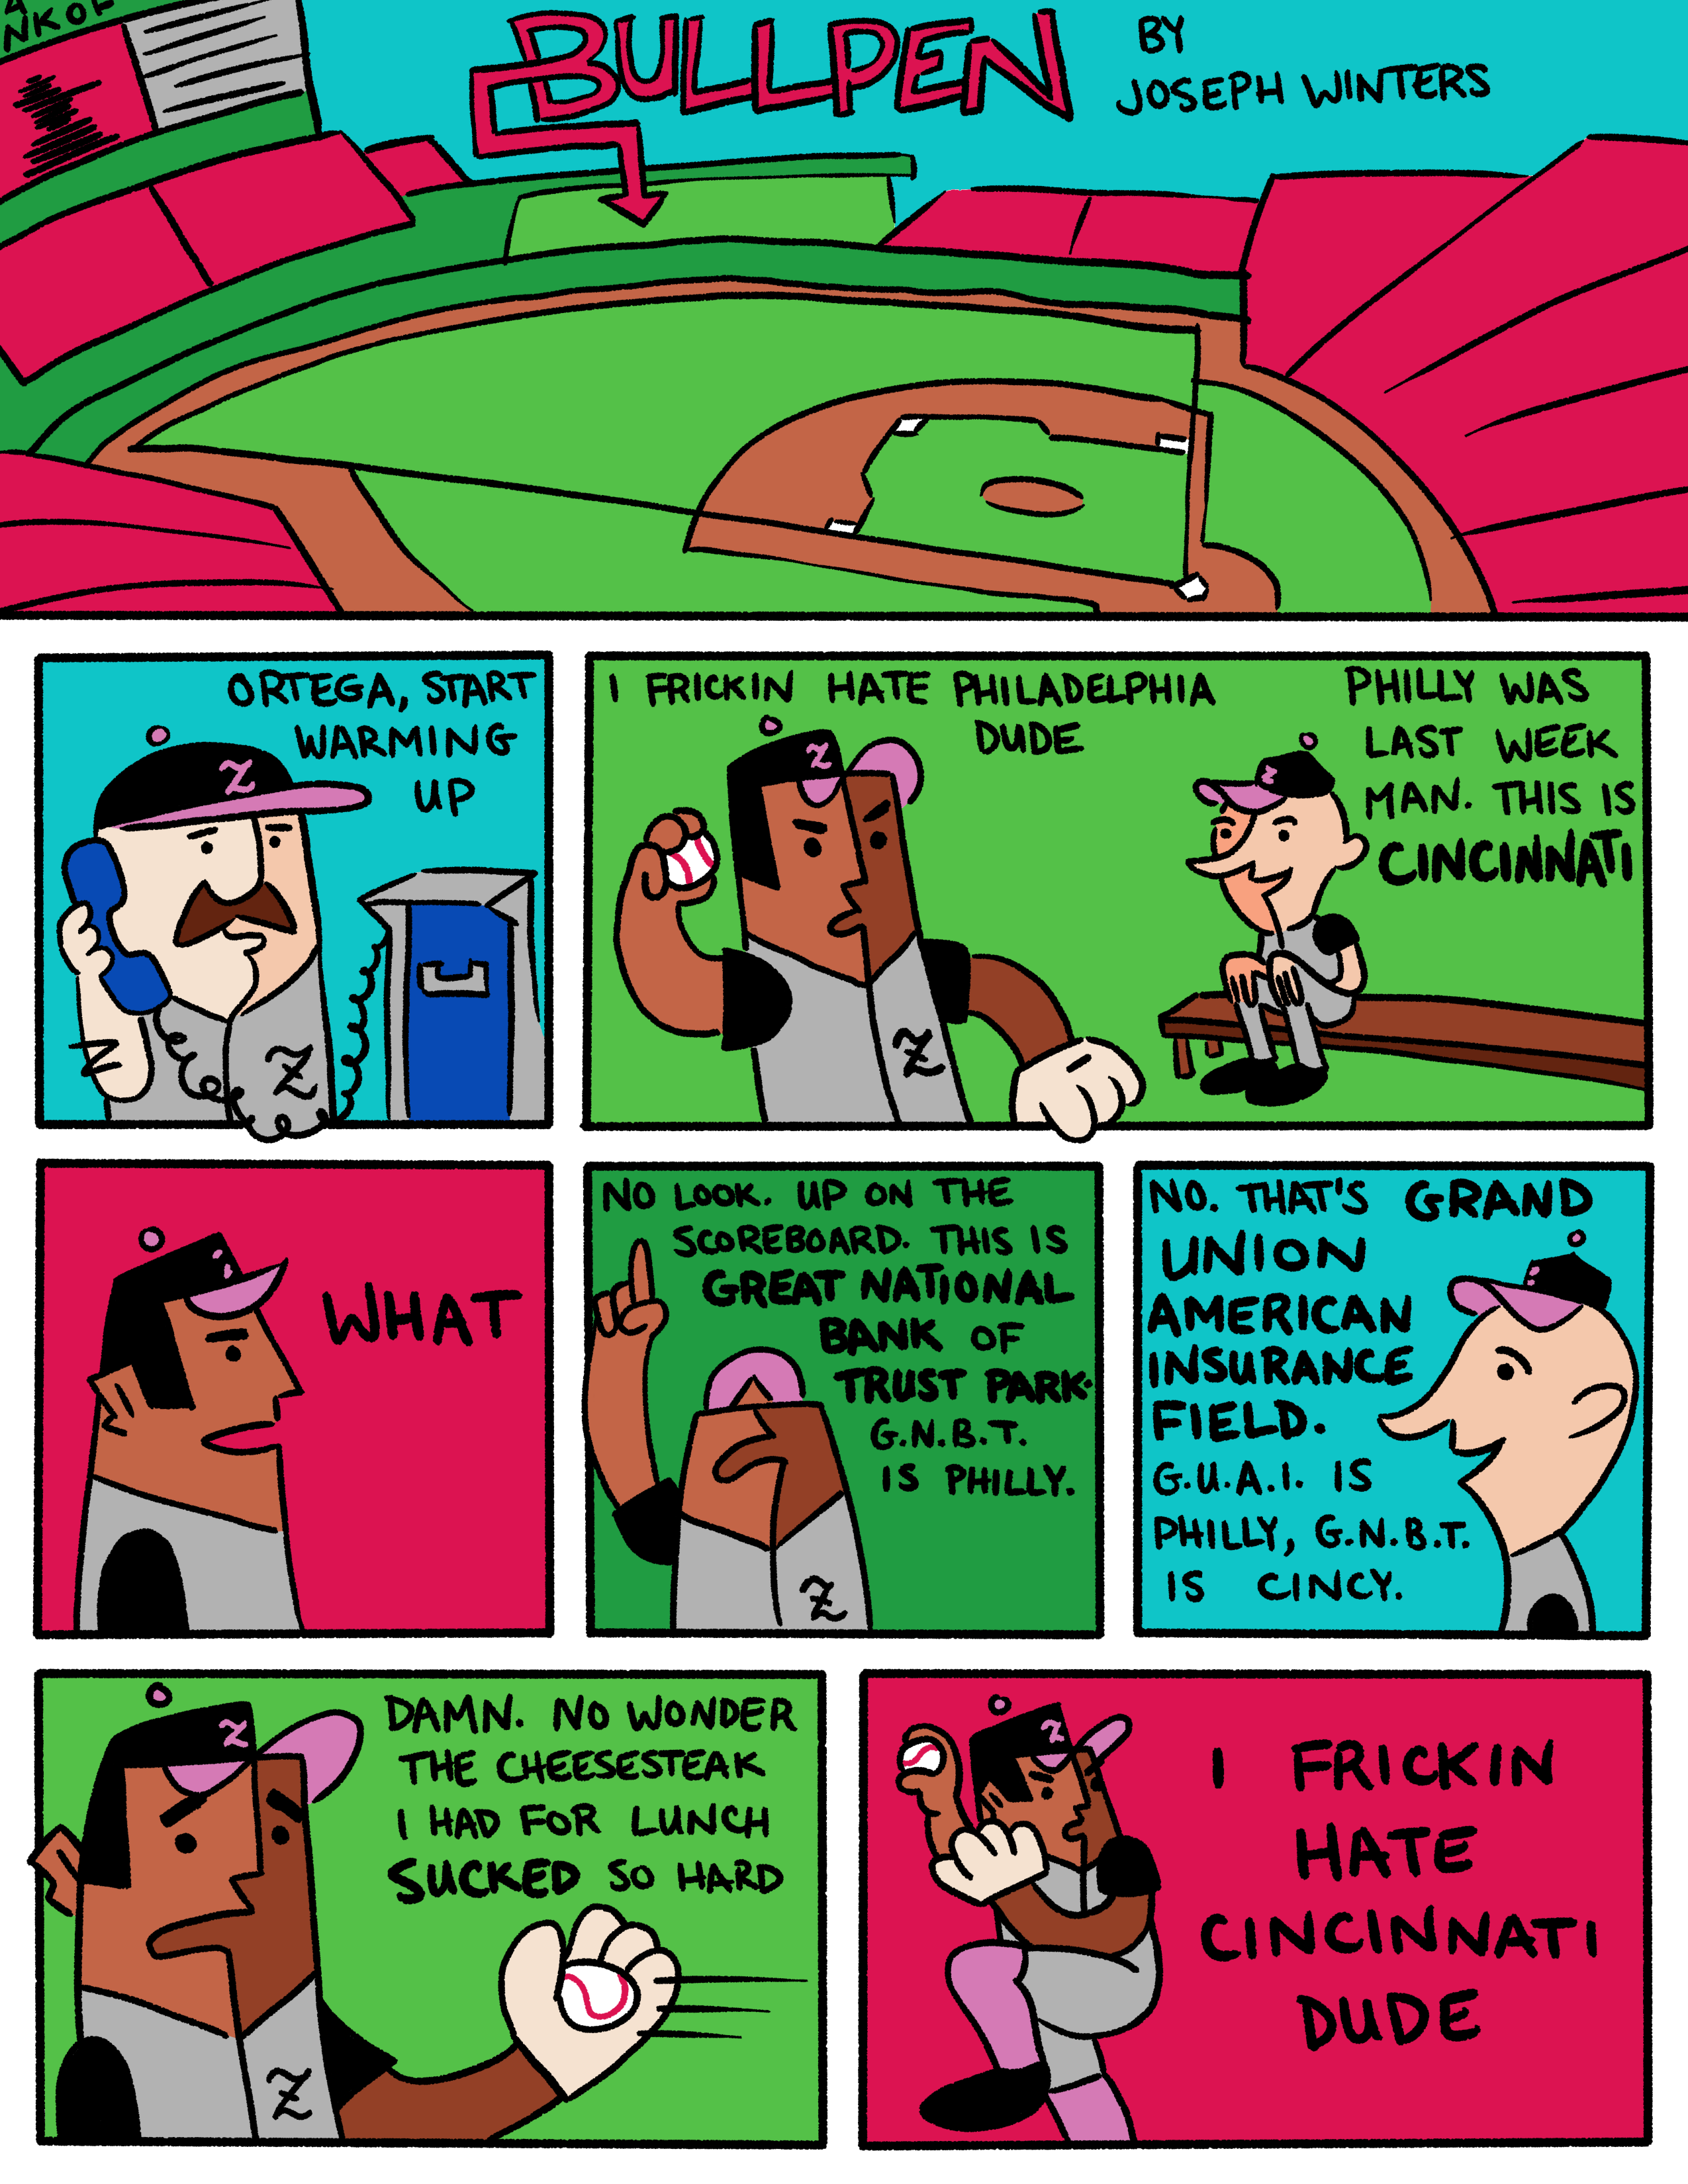 A
NKOF
BULLPEN
BY
JOSEPH WINTERS
ORTEGA, START
WARMING
UP
Z
Z
I FRICKIN HATE PHILADELPHIA
DUDE
Z
Z
PHILLY WAS
LAST WEEK
MAN. THIS IS
CINCINNATI
Z
WHAT
NO LOOK. UP ON THE
SCOREBOARD. THIS IS
GREAT NATIONAL
BANK OF
TRUST PARK.
G.N.B.T.
IS PHILLY.
Z
NO. THAT'S GRAND
UNION
AMERICAN
INSURANCE
FIELD.
G.U.A.I. IS
PHILLY, G.N.B.T.
IS CINCY.
DAMN. NO WONDER
THE CHEESESTEAK
I HAD FOR LUNCH
SUCKED SO HARD
Z
Z
I FRICKIN
HATE
CINCINNATI
DUDE
Z